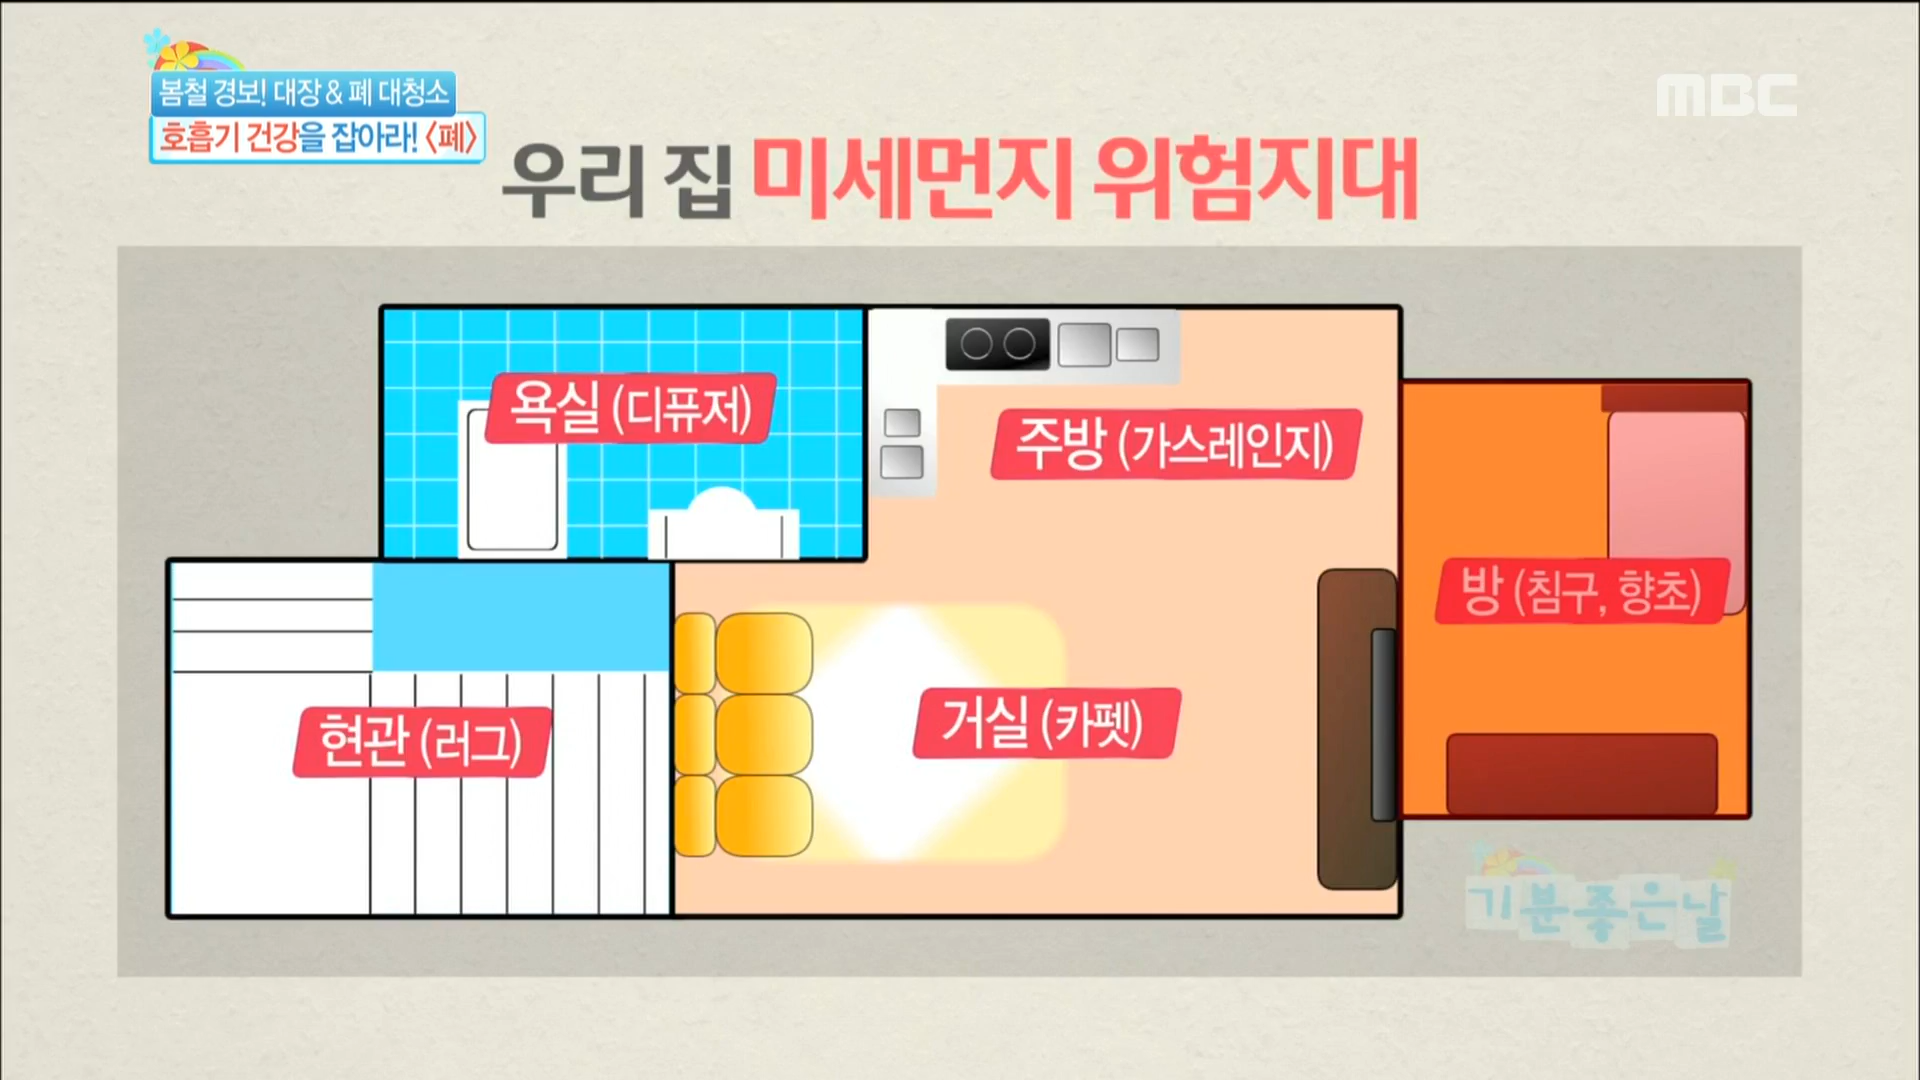 봄철 경보! 대장 & 폐 대청소
호흡기 건강을 잡아라! <폐>
MBC
우리 집 미세먼지 위험지대
욕실 (디퓨저)
주방 (가스레인지)
방 (침구, 향초)
현관 (러그)
거실 (카펫)
기분좋은날